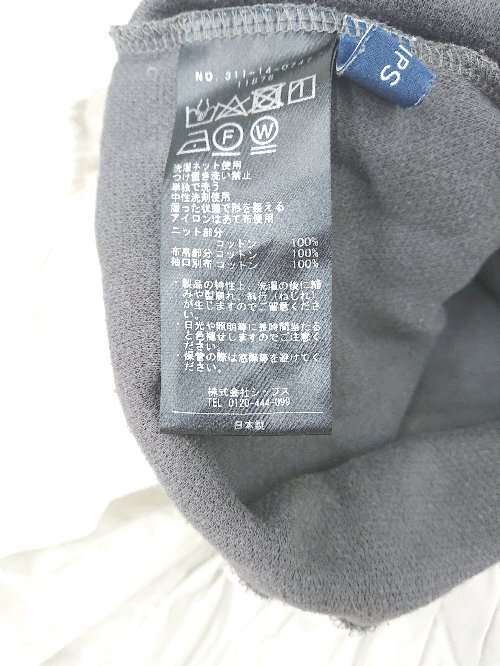 SHIPS
NO. 311-14-0747
11876
F W
洗濯ネット使用
つけ置き洗い禁止
単独で洗う
中性洗剤使用
湿った状態で形を整える
アイロンはあて布使用
ニット部分
コットン 100%
布帛部分 コットン 100%
袖口別布 コットン 100%
・製品の特性上、洗濯の後に縮
みや型崩れ、斜行(ねじれ)
が生じますのでご留意くださ
い。
・日光や照明等に長時間当たる
と色褪せしますのでご注意く
ださい。
・保管の際は窓際等を避けてく
ださい。
株式会社シップス
TEL 0120-444-099
日本製